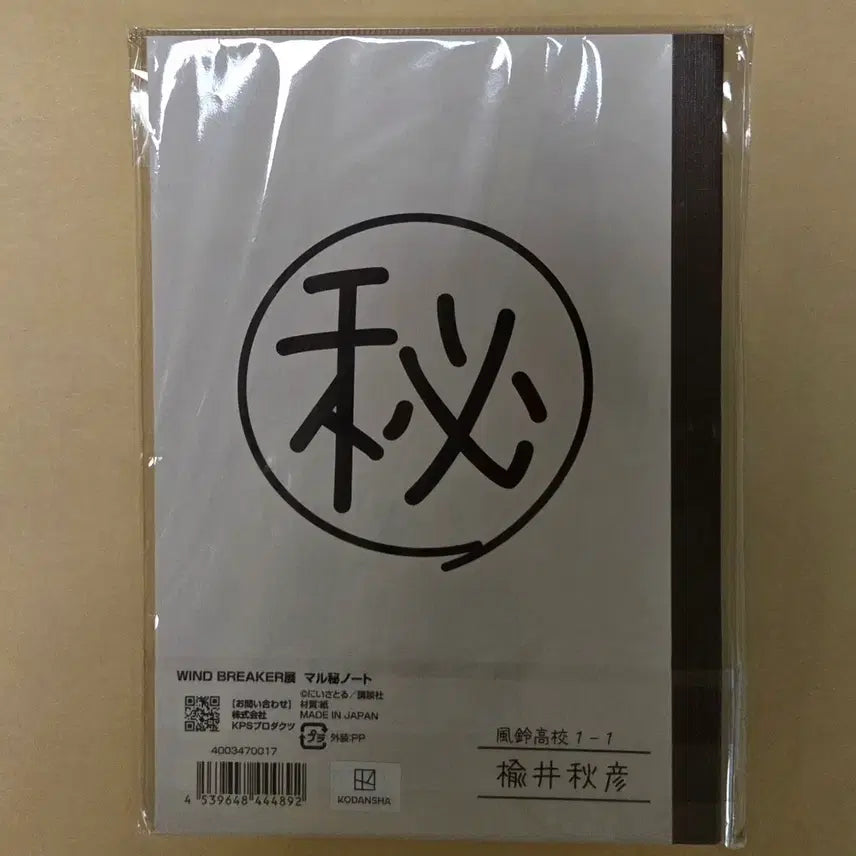 秘
WIND BREAKER展 マル秘ノート
©にいさとる/講談社
【お問い合わせ】 材質:紙
株式会社 MADE IN JAPAN
KPSプロダクツ プラ 外装:PP
4003470017
4 539648 444892
KODANSHA
風鈴高校1-1
楡井秋彦